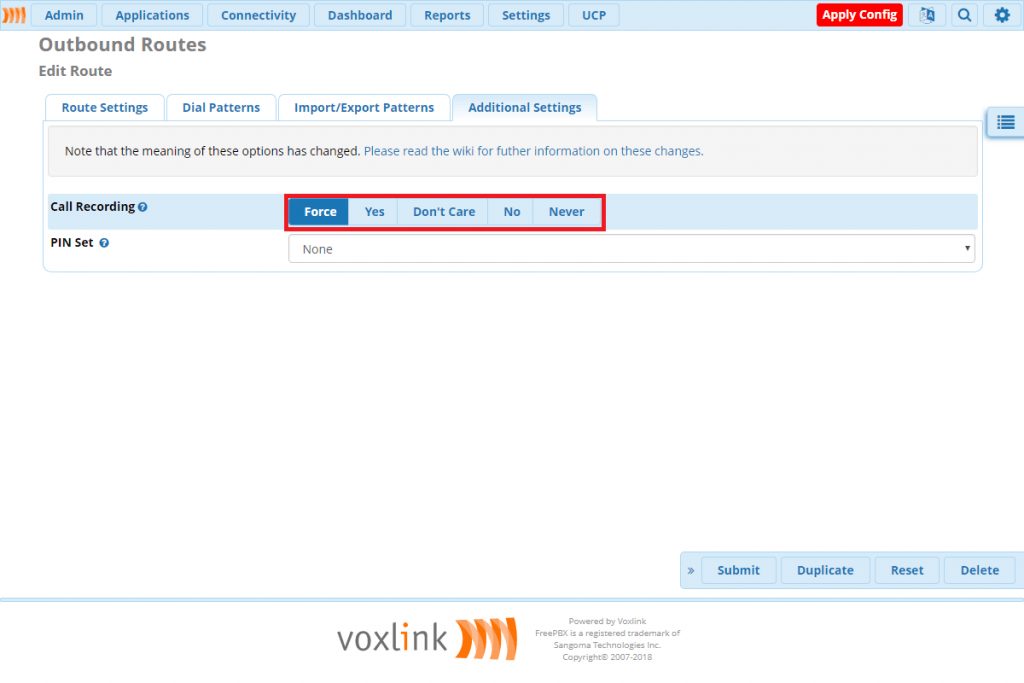 Admin Applications Connectivity Dashboard Reports Settings UCP Apply Config
Outbound Routes
Edit Route
Route Settings Dial Patterns Import/Export Patterns Additional Settings
Note that the meaning of these options has changed. Please read the wiki for futher information on these changes.
Call Recording Force Yes Don't Care No Never
PIN Set None
» Submit Duplicate Reset Delete
voxlink
Powered by Voxlink
FreePBX is a registered trademark of
Sangoma Technologies Inc.
Copyright© 2007-2018